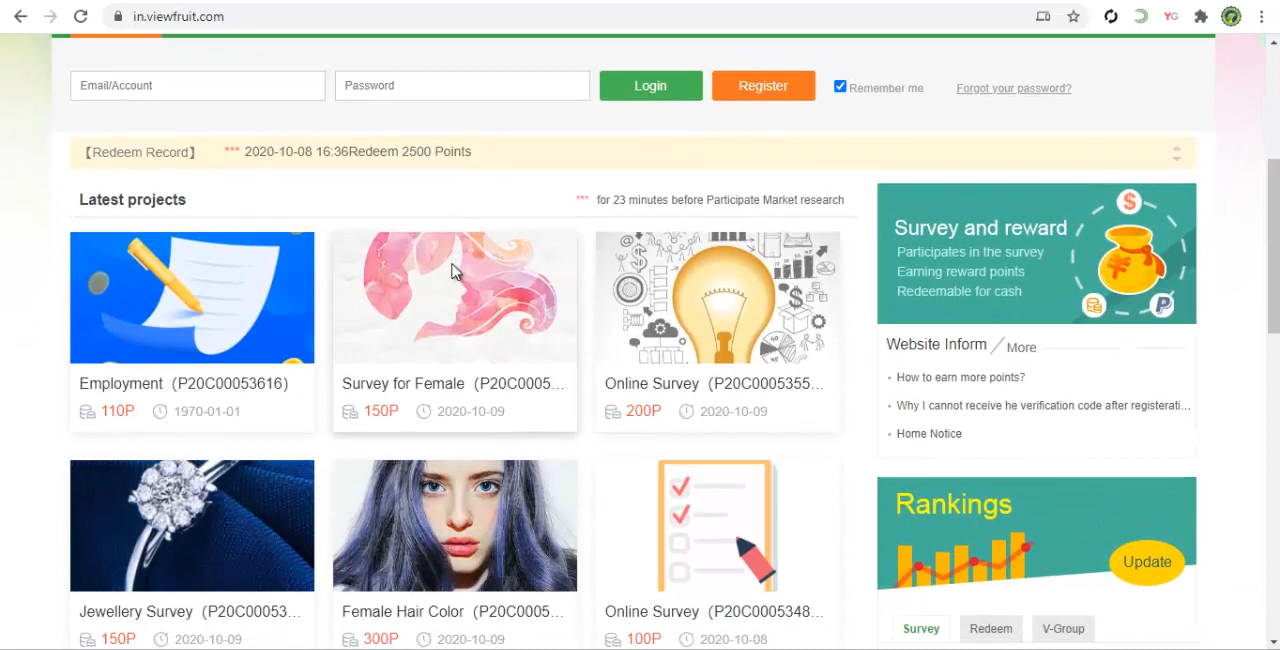 in.viewfruit.com
YG
Email/Account
Password
Login
Register
Remember me
Forgot your password?
【Redeem Record】 *** 2020-10-08 16:36Redeem 2500 Points
Latest projects
*** for 23 minutes before Participate Market research
Employment（P20C00053616）
110P 1970-01-01
Survey for Female（P20C0005...
150P 2020-10-09
Online Survey（P20C0005355...
200P 2020-10-09
Jewellery Survey（P20C00053...
150P 2020-10-09
Female Hair Color（P20C0005...
300P 2020-10-09
Online Survey（P20C0005348...
100P 2020-10-08
Survey and reward
Participates in the survey
Earning reward points
Redeemable for cash
Website Inform / More
• How to earn more points?
• Why I cannot receive he verification code after registerati...
• Home Notice
Rankings
Update
Survey
Redeem
V-Group